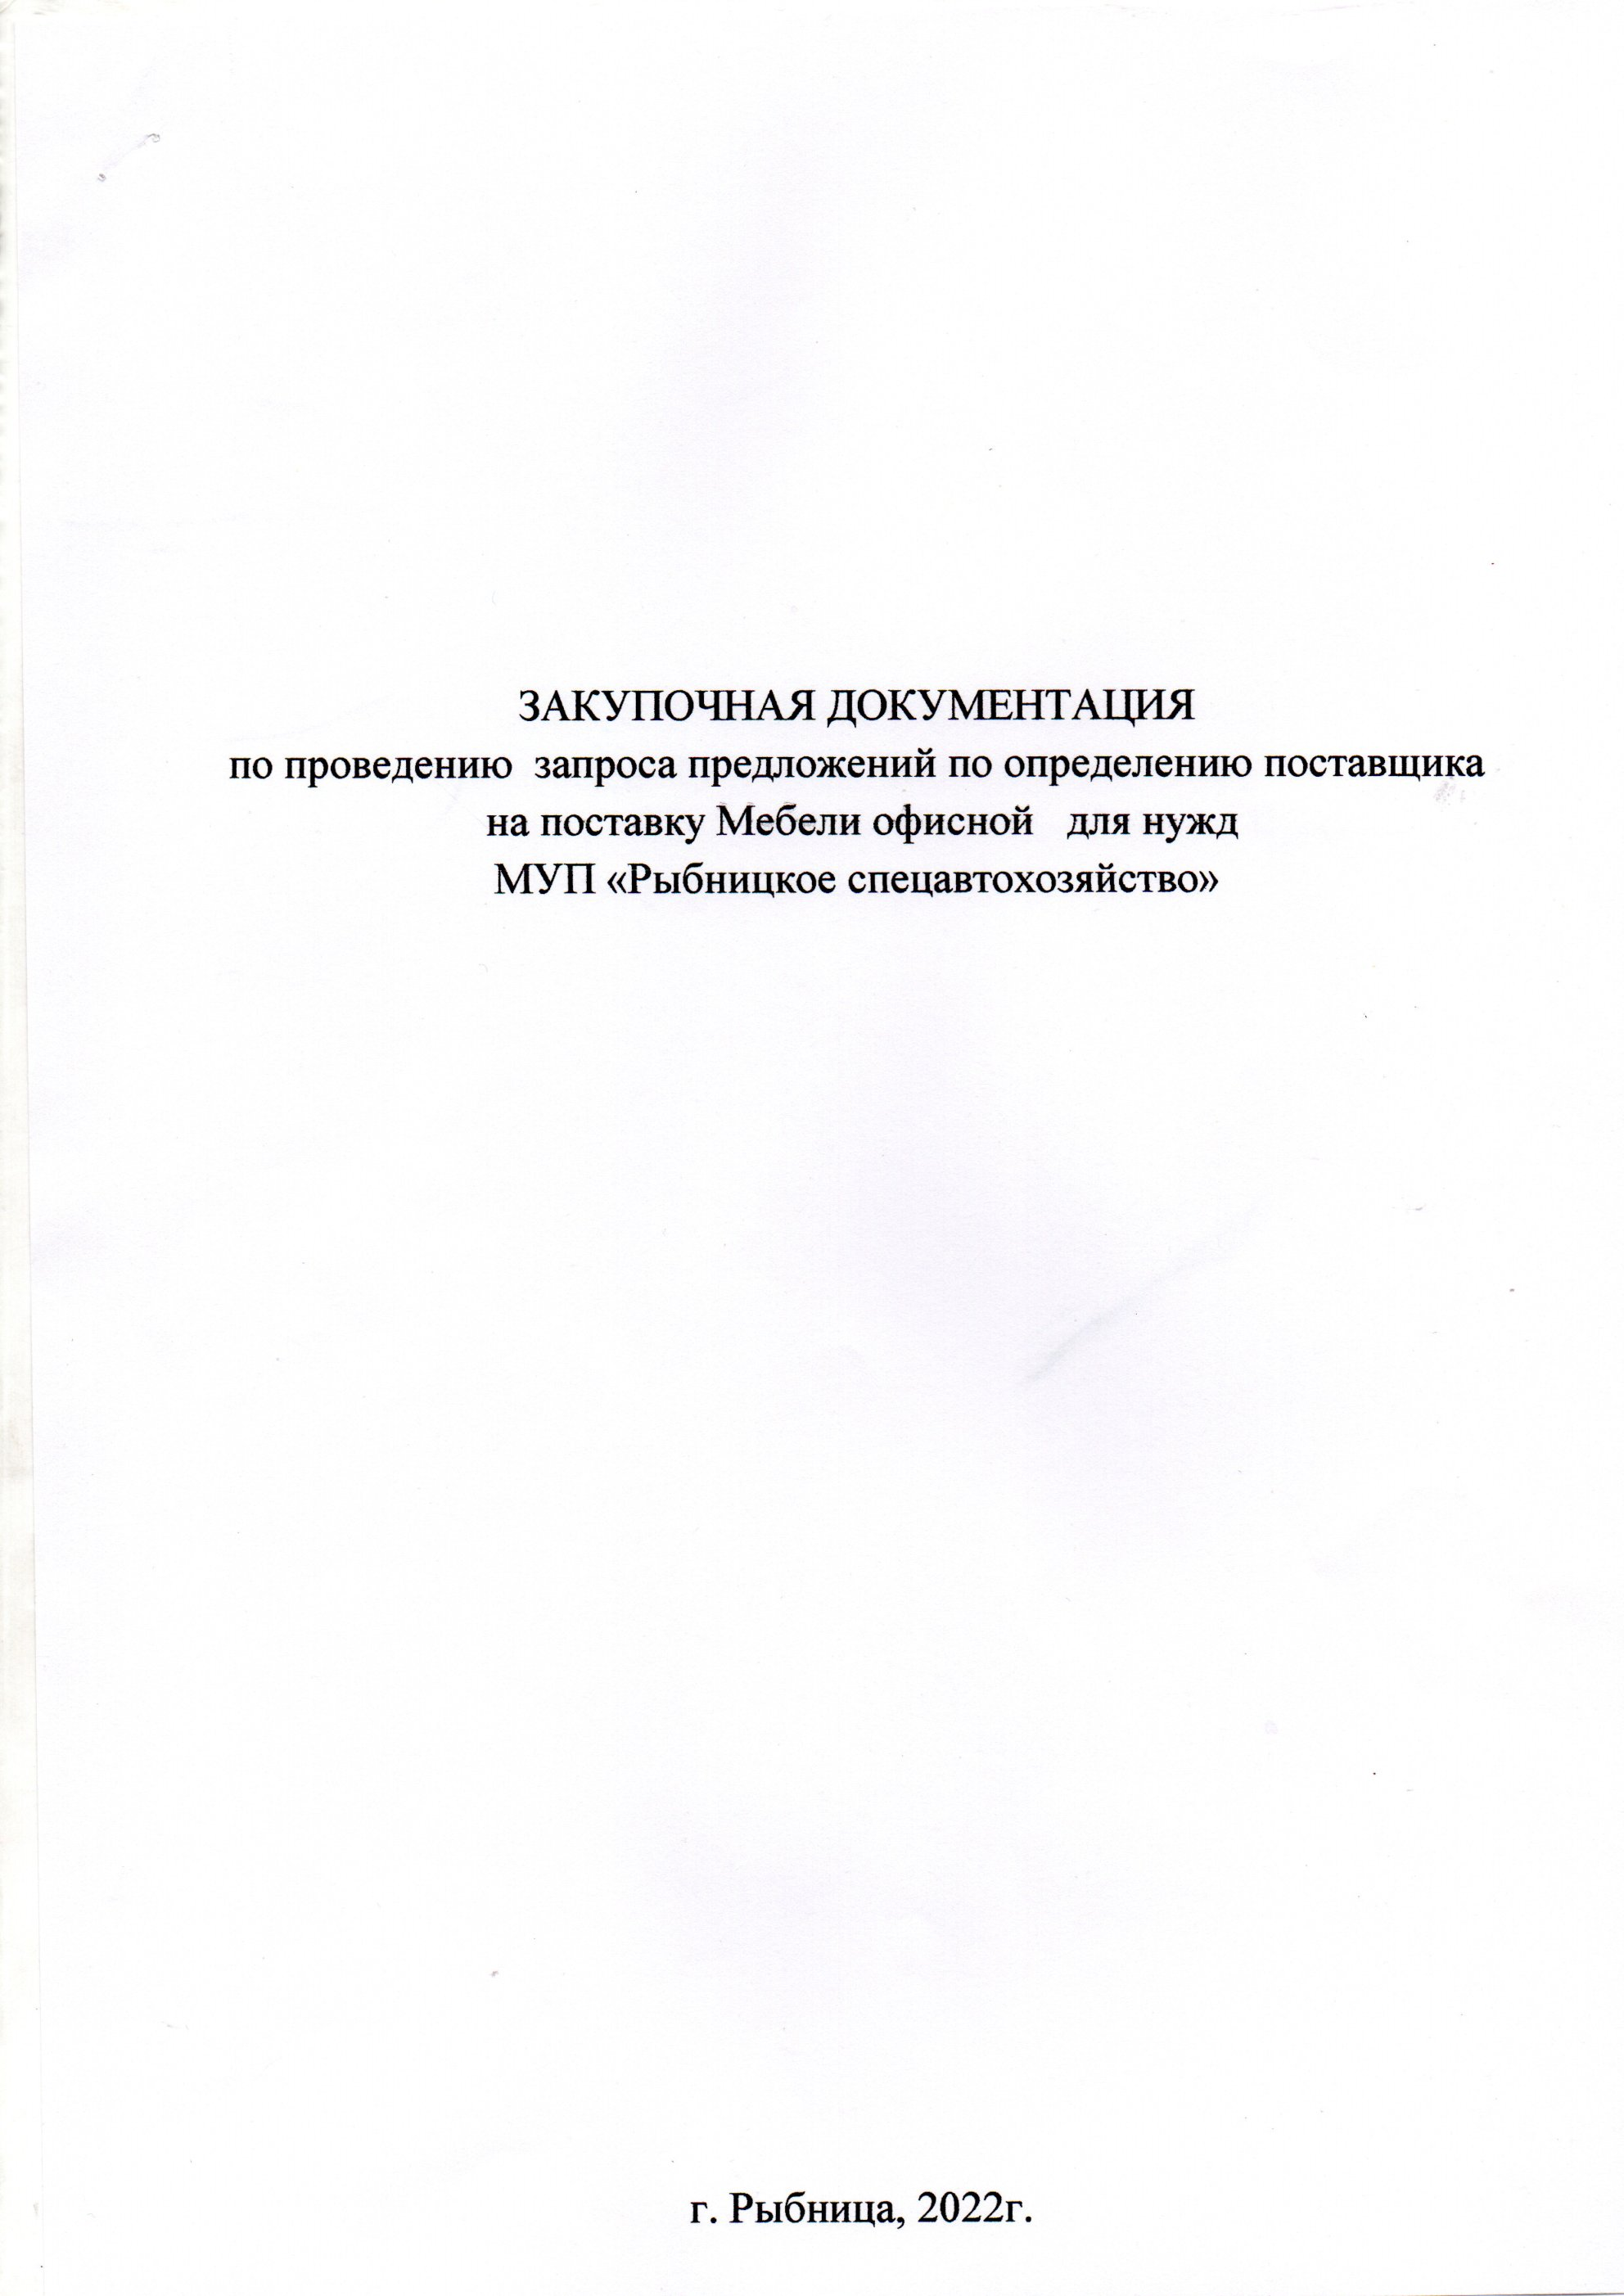 ЗАКУПОЧНАЯ ДОКУМЕНТАЦИЯ
по проведению запроса предложений по определению поставщика
на поставку Мебели офисной для нужд
МУП «Рыбницкое спецавтохозяйство»
г. Рыбница, 2022г.